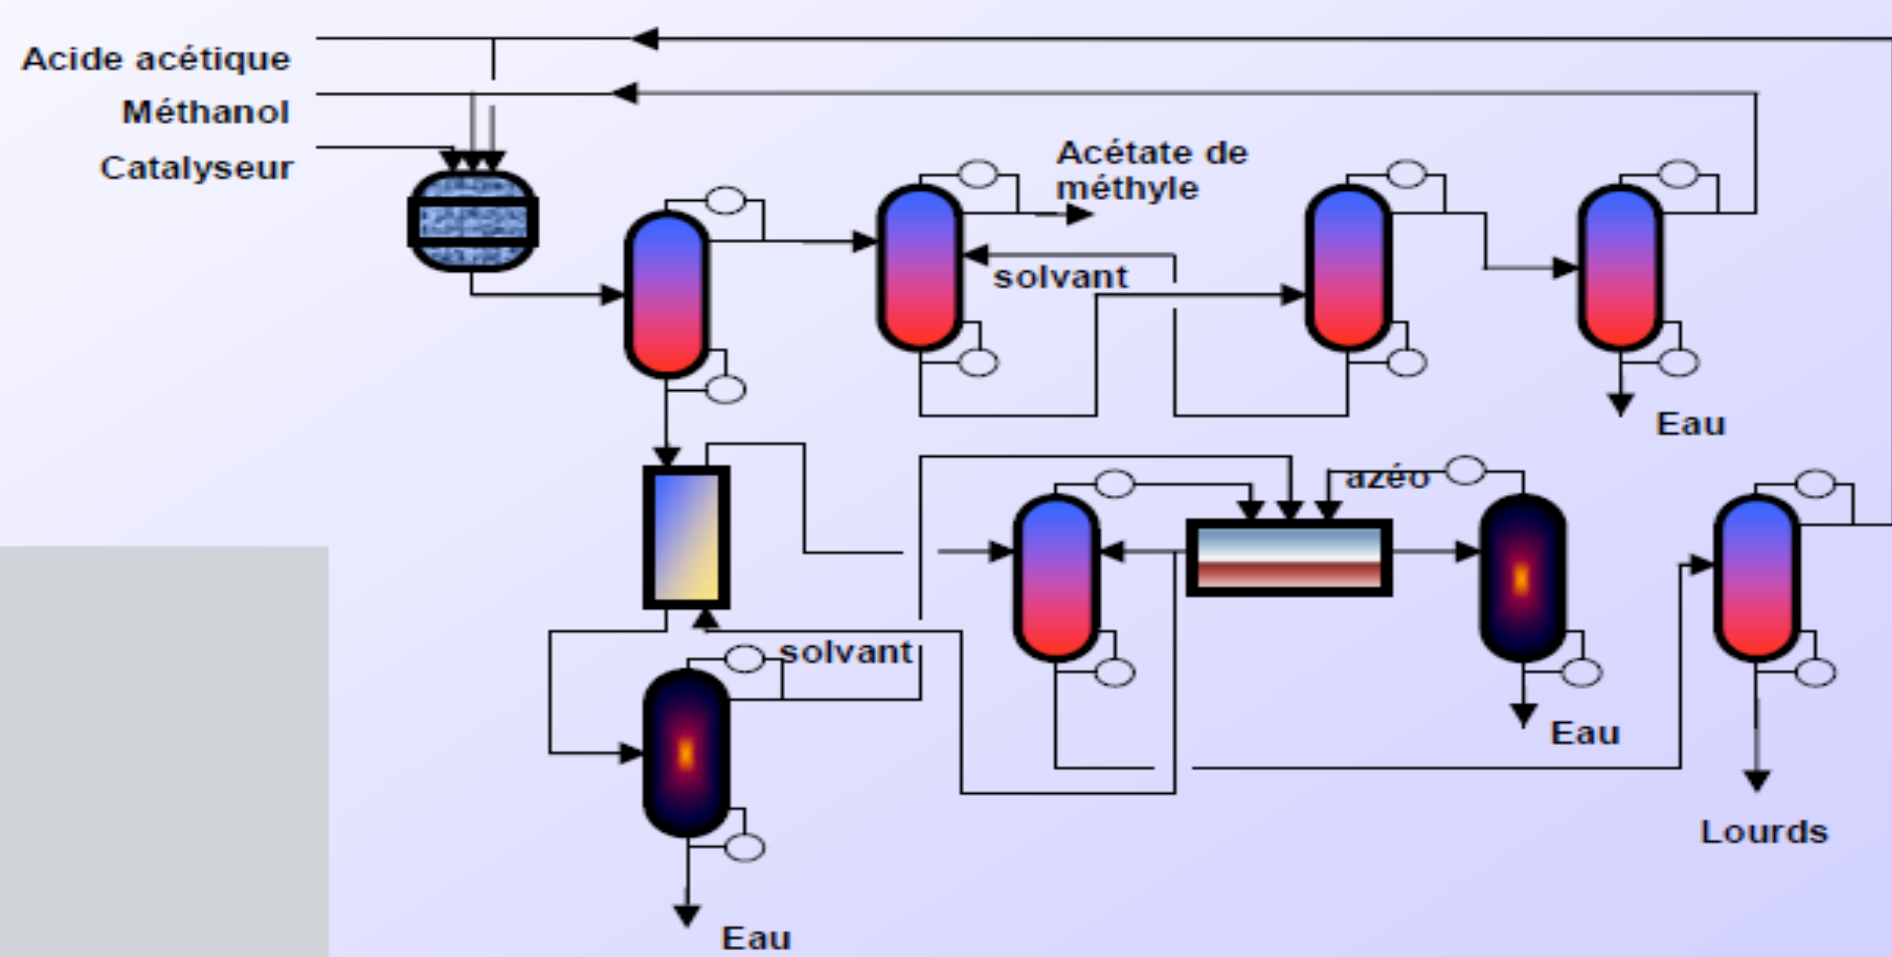 Acide acétique
Méthanol
Catalyseur
Acétate de
méthyle
solvant
Eau
azéo
solvant
Eau
Lourds
Eau